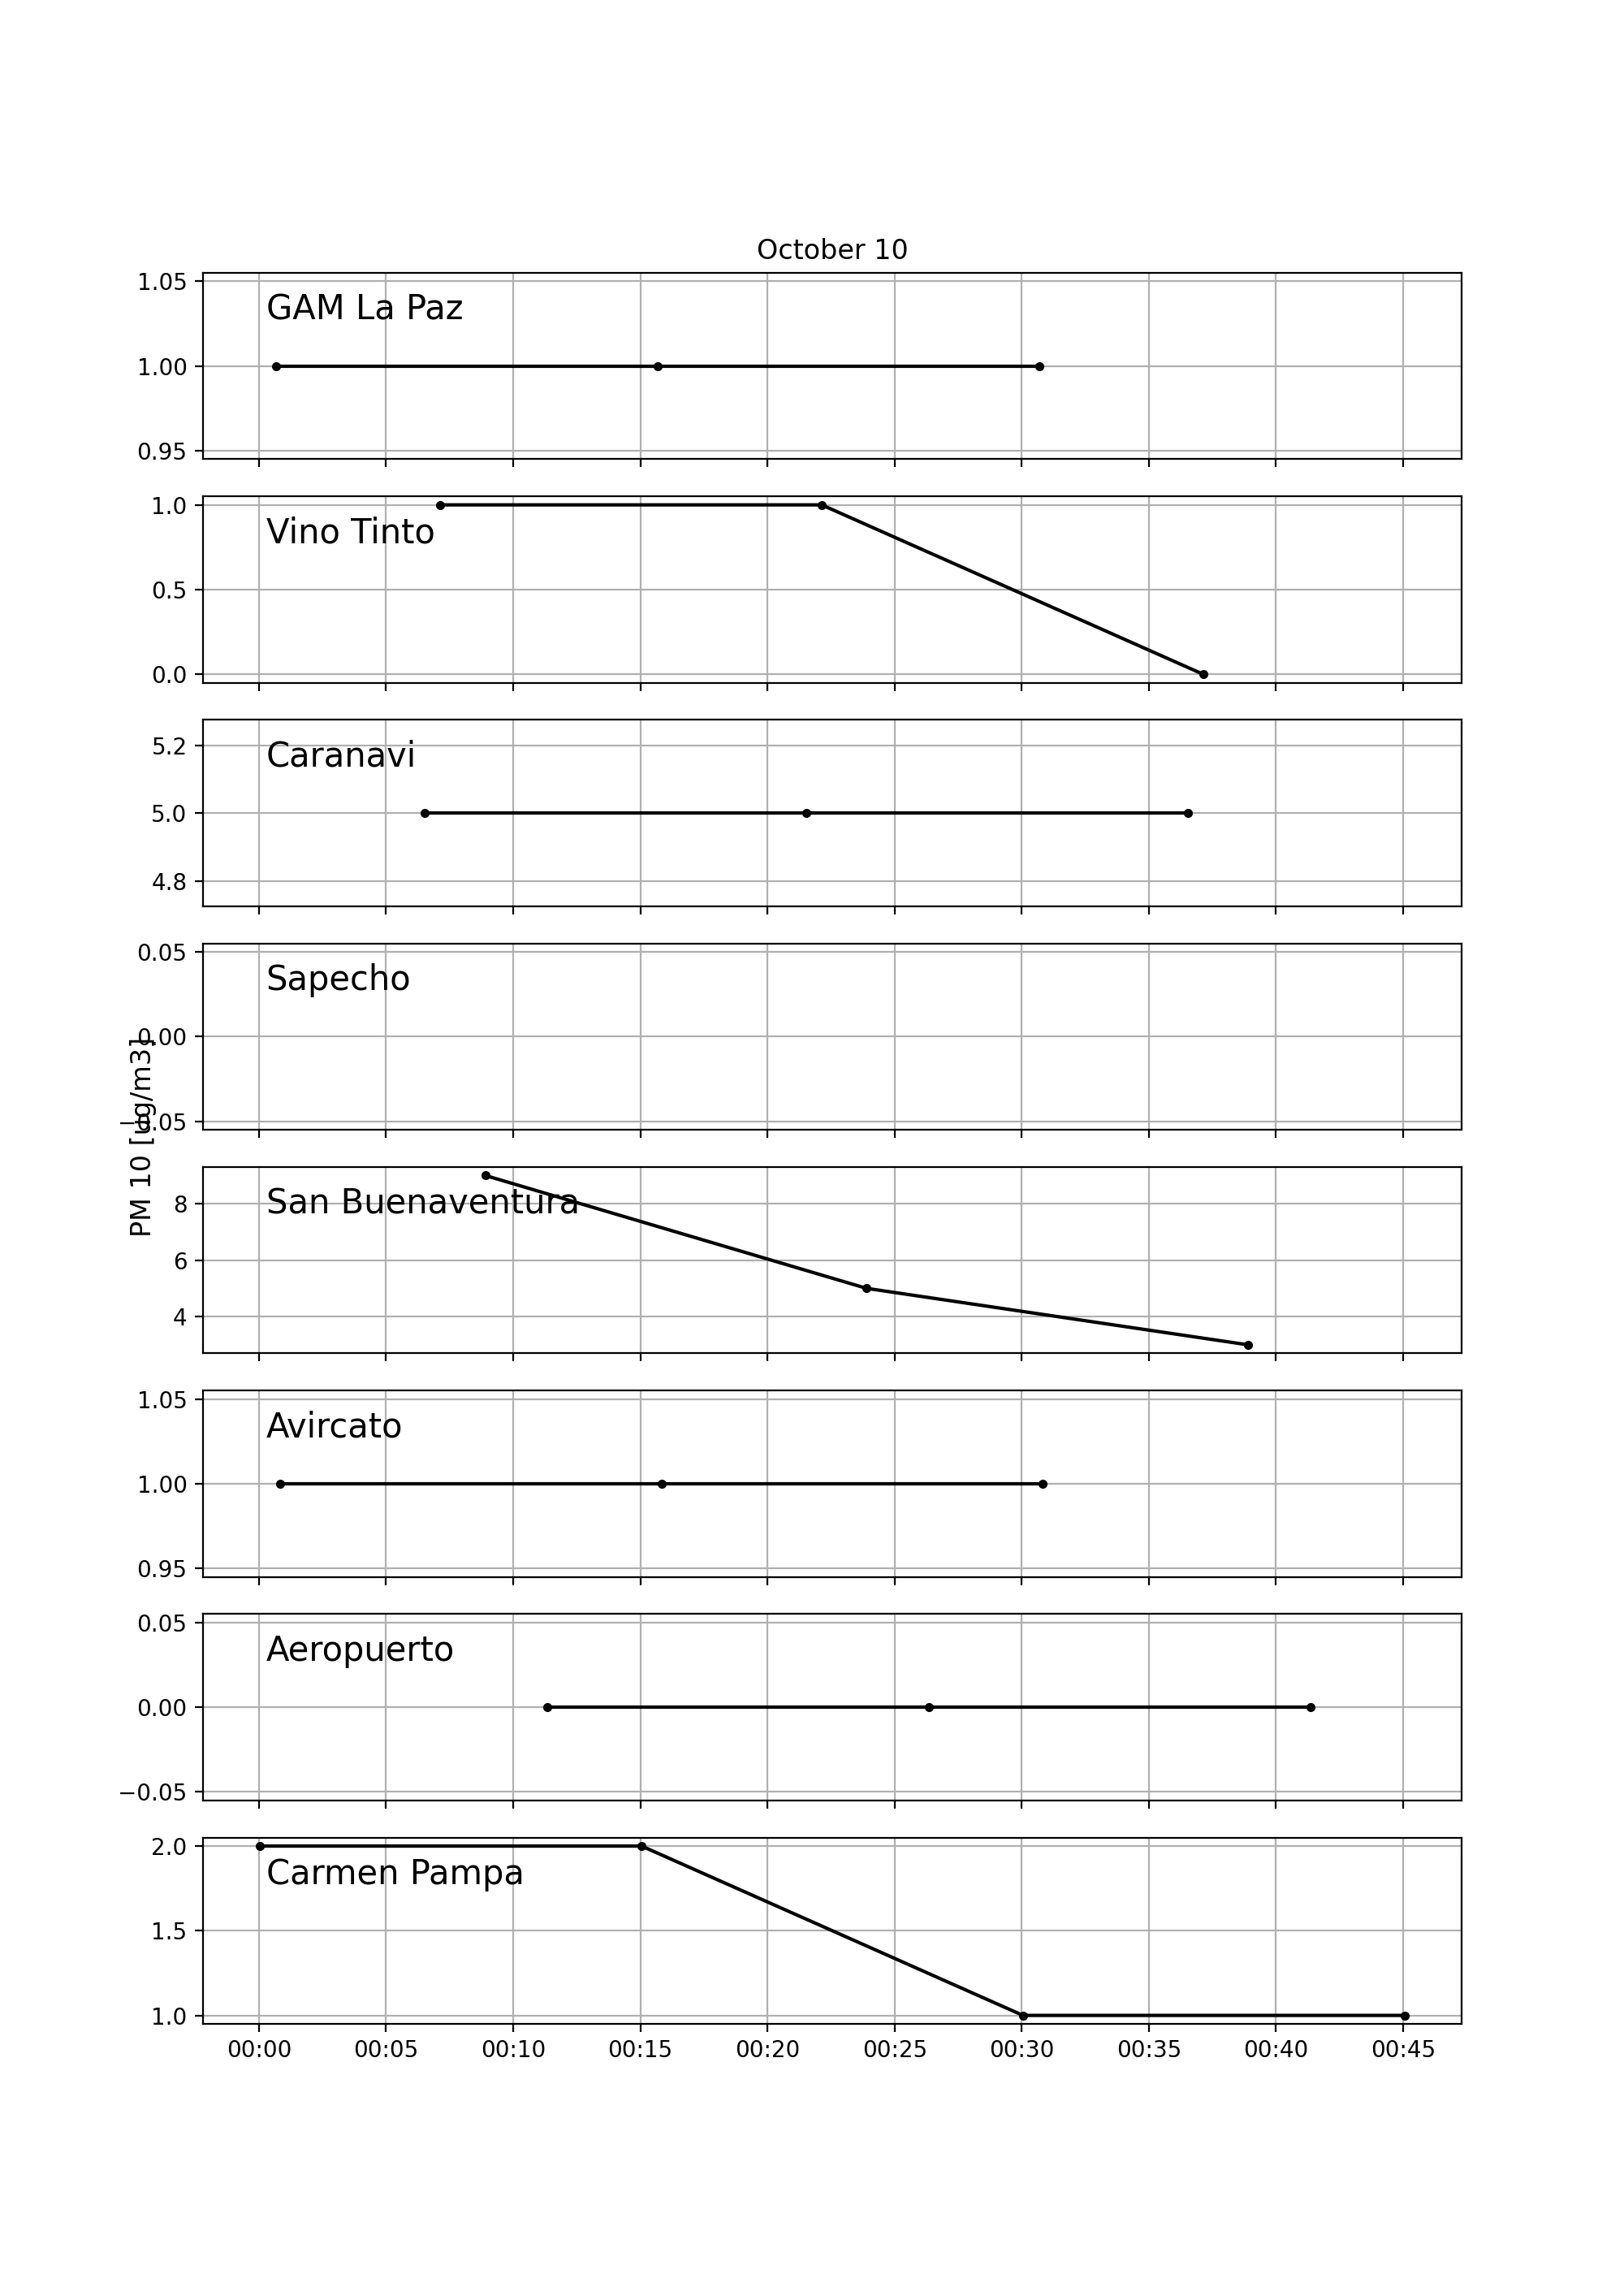 October 10
1.05
GAM La Paz
1.00
0.95
1.0
Vino Tinto
0.5
0.0
5.2
Caranavi
5.0
4.8
0.05
Sapecho
0.00
−0.05
PM 10 [ug/m3]
San Buenaventura
8
6
4
1.05
Avircato
1.00
0.95
0.05
Aeropuerto
0.00
−0.05
2.0
Carmen Pampa
1.5
1.0
00:00 00:05 00:10 00:15 00:20 00:25 00:30 00:35 00:40 00:45